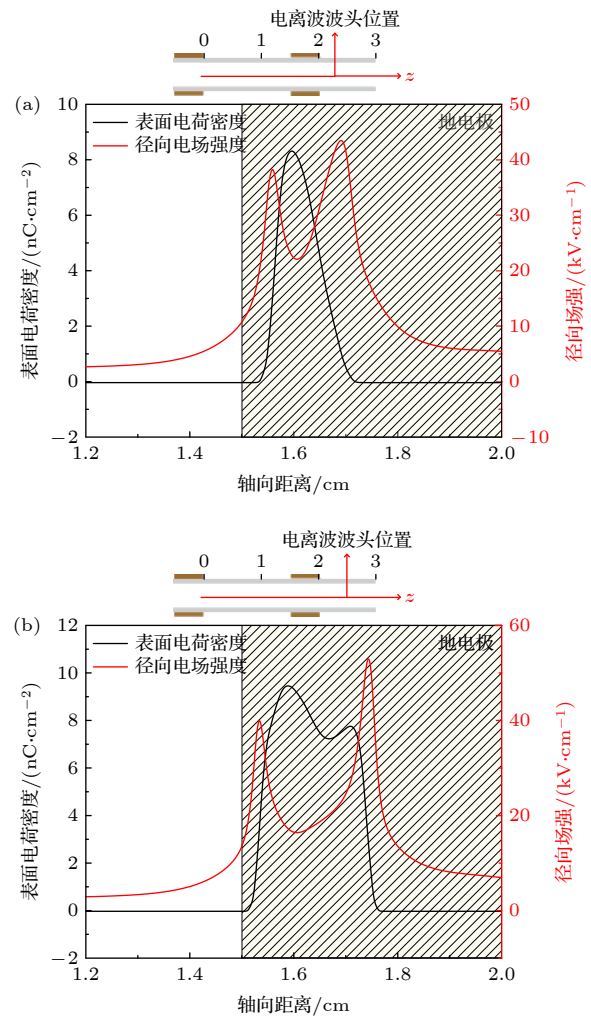 电离波波头位置
0 1 2 3
z
(a)
10
8
6
4
2
0
−2
表面电荷密度/(nC·cm−2)
表面电荷密度
径向电场强度
地电极
50
40
30
20
10
0
−10
径向场强/(kV·cm−1)
1.2 1.4 1.6 1.8 2.0
轴向距离/cm
电离波波头位置
0 1 2 3
z
(b)
12
10
8
6
4
2
0
−2
表面电荷密度/(nC·cm−2)
表面电荷密度
径向电场强度
地电极
60
50
40
30
20
10
0
径向场强/(kV·cm−1)
1.2 1.4 1.6 1.8 2.0
轴向距离/cm